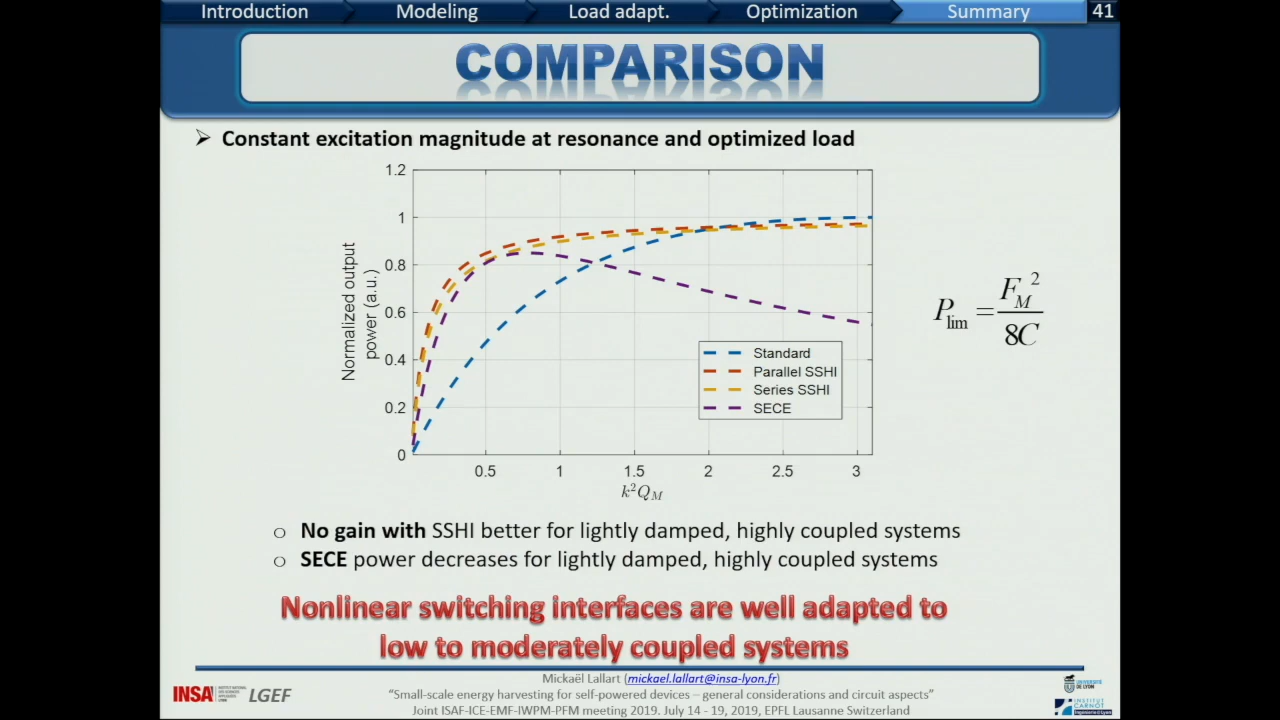 Introduction
Modeling
Load adapt.
Optimization
Summary
41
COMPARISON
Constant excitation magnitude at resonance and optimized load
Normalized output
power (a.u.)
1.2
1
0.8
0.6
0.4
0.2
0
0.5
1
1.5
2
2.5
3
k²Q_M
Standard
Parallel SSHI
Series SSHI
SECE
P_lim = F_M² / 8C
No gain with SSHI better for lightly damped, highly coupled systems
SECE power decreases for lightly damped, highly coupled systems
Nonlinear switching interfaces are well adapted to
low to moderately coupled systems
INSA
LGEF
Mickaël Lallart (mickael.lallart@insa-lyon.fr)
“Small-scale energy harvesting for self-powered devices – general considerations and circuit aspects”
Joint ISAF-ICE-EMF-IWPM-PFM meeting 2019. July 14 - 19, 2019, EPFL Lausanne Switzerland
UNIVERSITÉ
DE LYON
INSTITUT
CARNOT